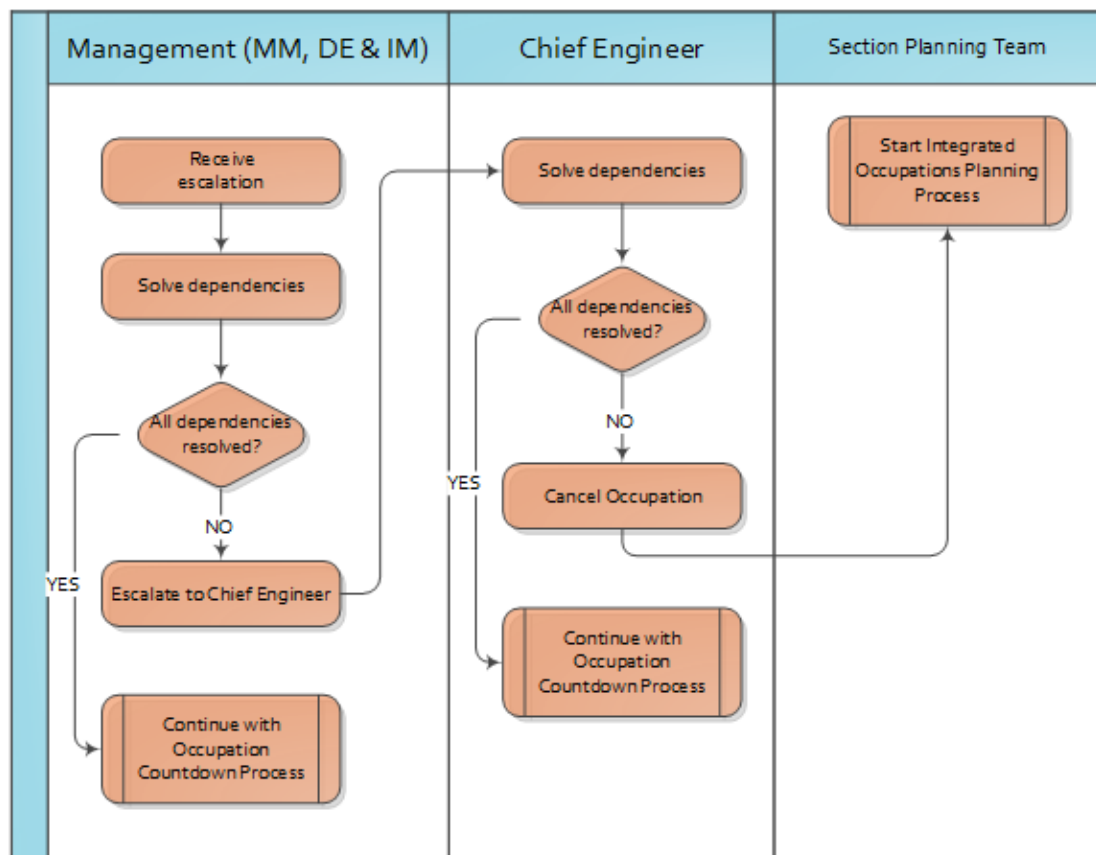 Management (MM, DE & IM)
Chief Engineer
Section Planning Team
Receive
escalation
Solve dependencies
All dependencies
resolved?
NO
YES
Escalate to Chief Engineer
Continue with
Occupation
Countdown Process
Solve dependencies
All dependencies
resolved?
NO
YES
Cancel Occupation
Continue with
Occupation
Countdown Process
Start Integrated
Occupations Planning
Process